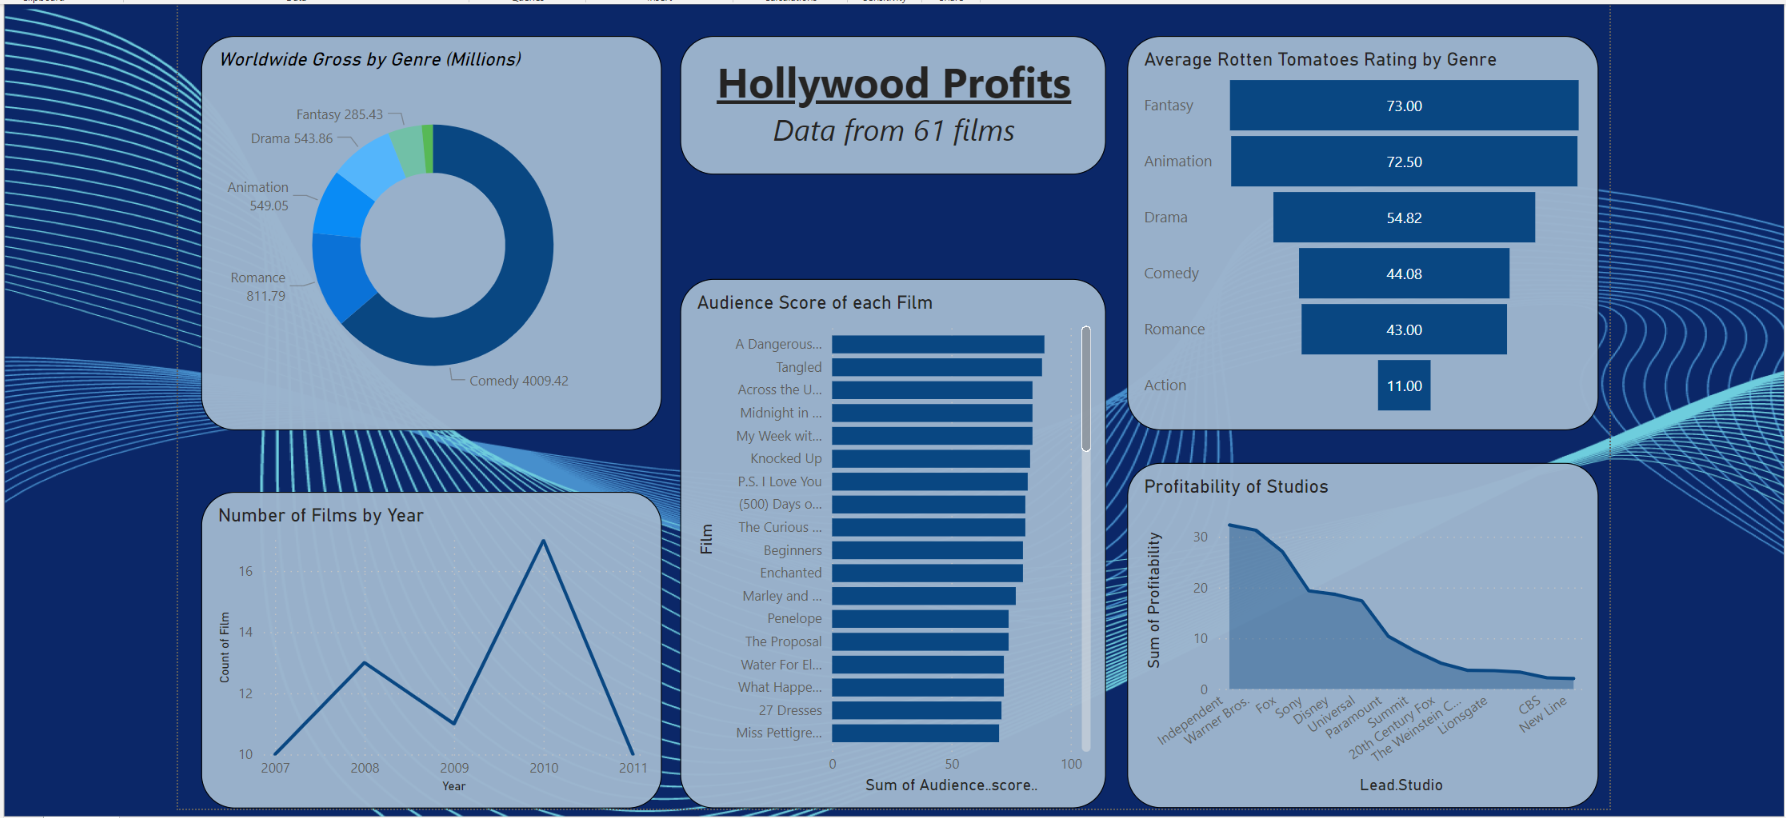 Worldwide Gross by Genre (Millions)
Fantasy 285.43
Drama 543.86
Animation
549.05
Romance
811.79
Comedy 4009.42
Hollywood Profits
Data from 61 films
Average Rotten Tomatoes Rating by Genre
Fantasy 73.00
Animation 72.50
Drama 54.82
Comedy 44.08
Romance 43.00
Action 11.00
Number of Films by Year
Count of Film
16
14
12
10
2007 2008 2009 2010 2011
Year
Audience Score of each Film
Film
A Dangerous...
Tangled
Across the U...
Midnight in ...
My Week wit...
Knocked Up
P.S. I Love You
(500) Days o...
The Curious ...
Beginners
Enchanted
Marley and ...
Penelope
The Proposal
Water For El...
What Happe...
27 Dresses
Miss Pettigre...
0 50 100
Sum of Audience..score..
Profitability of Studios
Sum of Profitability
30
20
10
0
Independent
Warner Bros.
Fox
Sony
Disney
Universal
Paramount
Summit
20th Century Fox
The Weinstein C...
Lionsgate
CBS
New Line
Lead.Studio